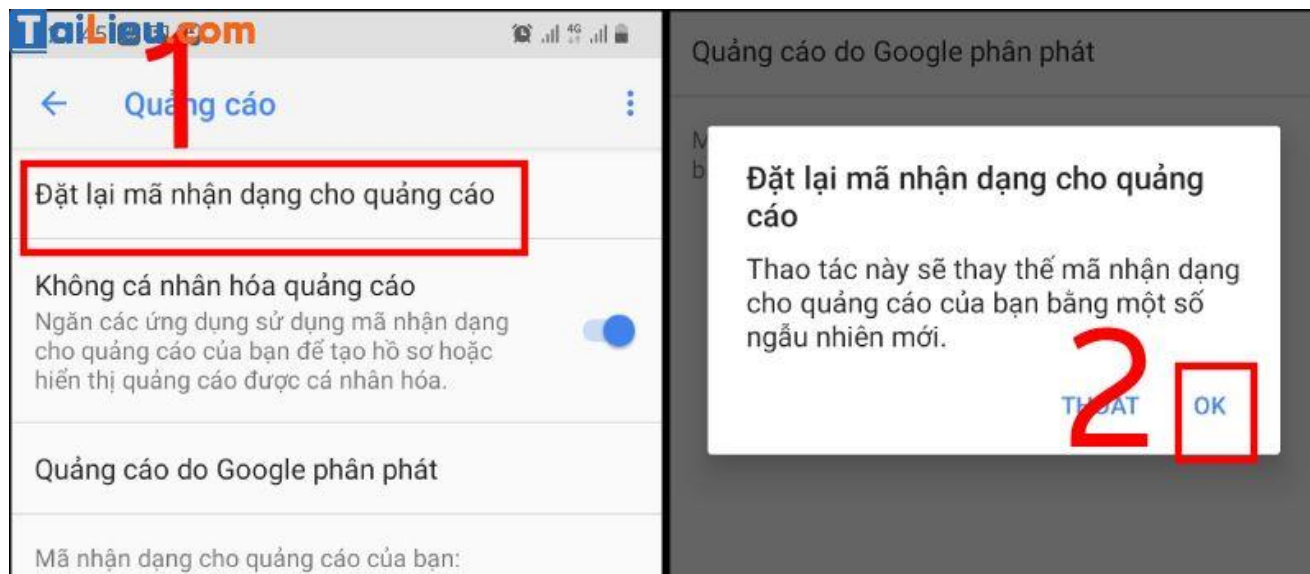 TaiLieu.com
1
Quảng cáo
Đặt lại mã nhận dạng cho quảng cáo
Không cá nhân hóa quảng cáo
Ngăn các ứng dụng sử dụng mã nhận dạng
cho quảng cáo của bạn để tạo hồ sơ hoặc
hiển thị quảng cáo được cá nhân hóa.
Quảng cáo do Google phân phát
Mã nhận dạng cho quảng cáo của bạn:
4G
Quảng cáo do Google phân phát
Đặt lại mã nhận dạng cho quảng
cáo
Thao tác này sẽ thay thế mã nhận dạng
cho quảng cáo của bạn bằng một số
ngẫu nhiên mới.
2
THOÁT OK